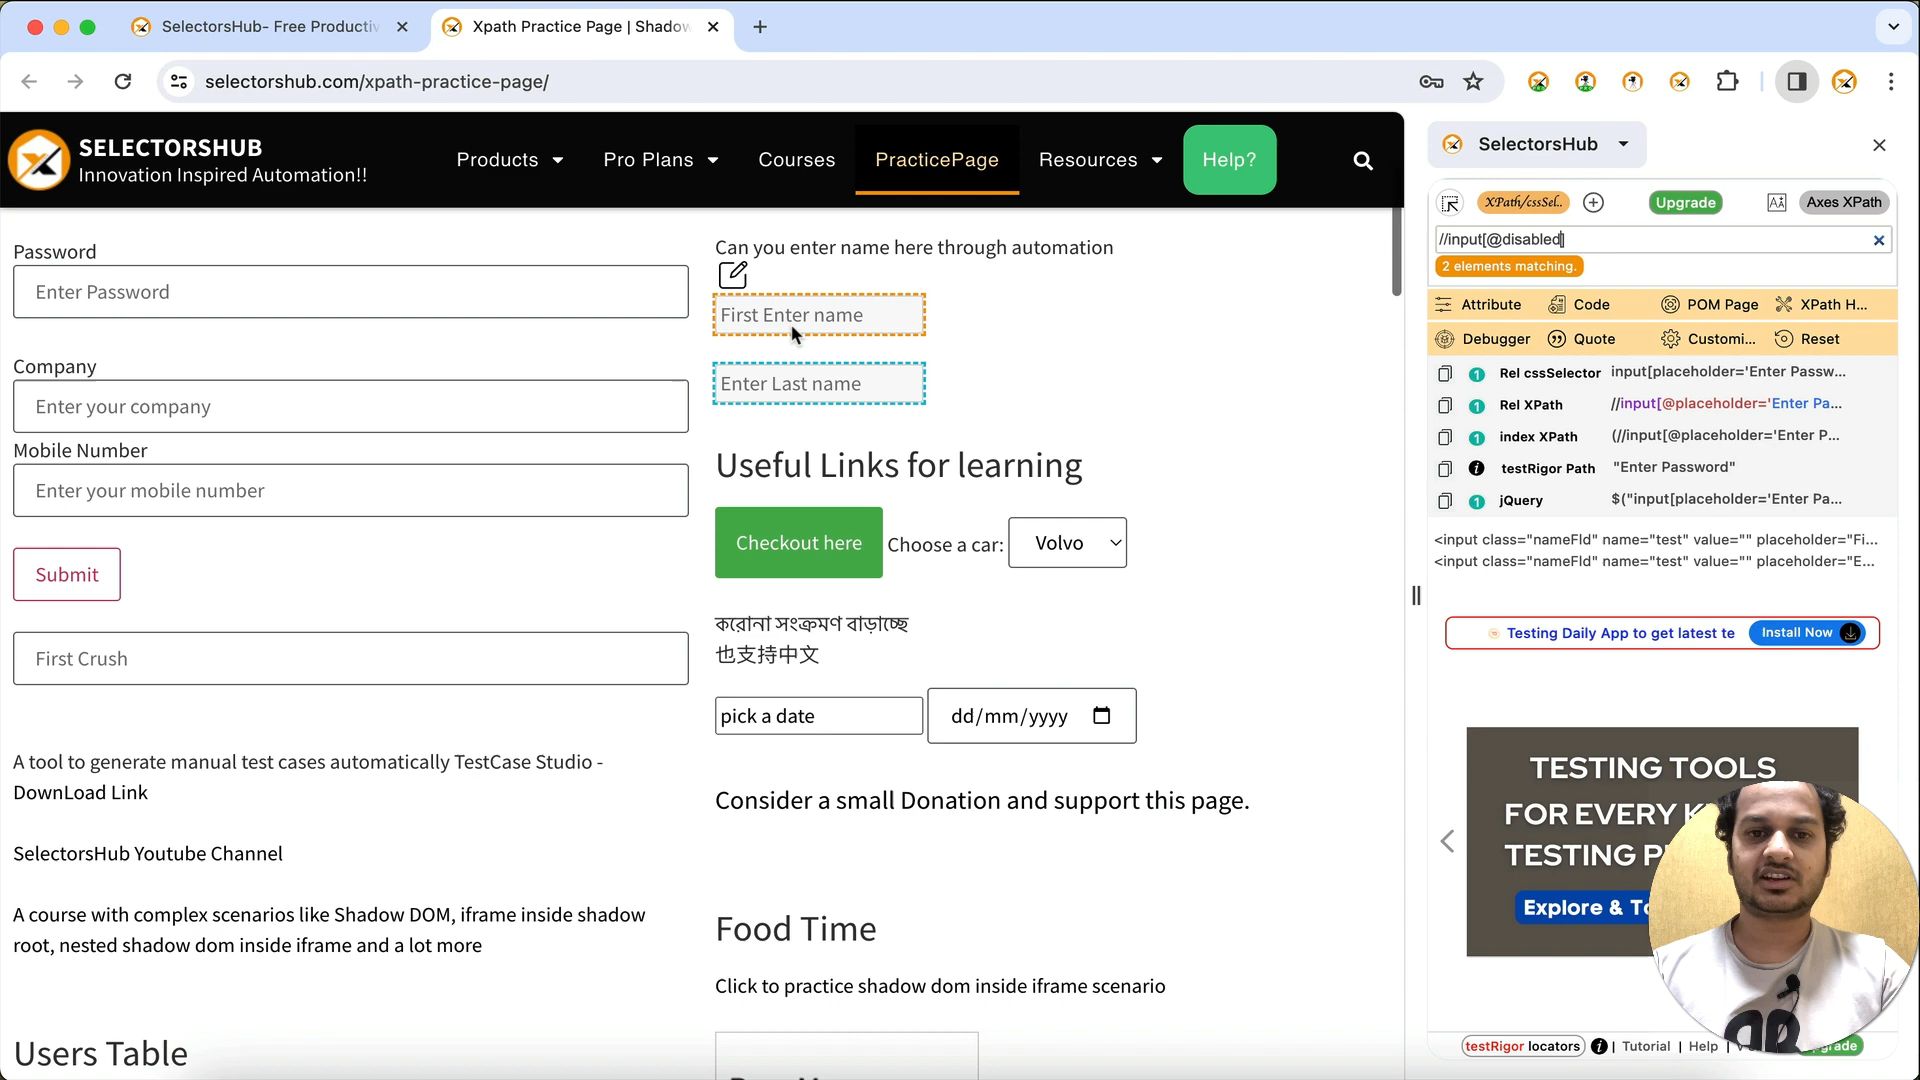 SelectorsHub- Free Productiv
Xpath Practice Page | Shadow
selectorshub.com/xpath-practice-page/
SELECTORSHUB
Innovation Inspired Automation!!
Products
Pro Plans
Courses
PracticePage
Resources
Help?
Password
Enter Password
Company
Enter your company
Mobile Number
Enter your mobile number
Submit
First Crush
A tool to generate manual test cases automatically TestCase Studio -
DownLoad Link
SelectorsHub Youtube Channel
A course with complex scenarios like Shadow DOM, iframe inside shadow
root, nested shadow dom inside iframe and a lot more
Users Table
Can you enter name here through automation
First Enter name
Enter Last name
Useful Links for learning
Checkout here
Choose a car:
Volvo
করোনা সংক্রমণ বাড়াচ্ছে
也支持中文
pick a date
dd/mm/yyyy
Consider a small Donation and support this page.
Food Time
Click to practice shadow dom inside iframe scenario
SelectorsHub
XPath/cssSel..
Upgrade
Axes XPath
//input[@disabled]
2 elements matching.
Attribute
Code
POM Page
XPath H...
Debugger
Quote
Customi...
Reset
1 Rel cssSelector input[placeholder='Enter Passw...
1 Rel XPath //input[@placeholder='Enter Pa...
1 index XPath (//input[@placeholder='Enter P...
testRigor Path "Enter Password"
1 jQuery $("input[placeholder='Enter Pa...
<input class="nameFld" name="test" value="" placeholder="Fi...
<input class="nameFld" name="test" value="" placeholder="E...
Testing Daily App to get latest te
Install Now
TESTING TOOLS
FOR EVERY K
TESTING P
Explore & To
testRigor locators
| Tutorial | Help |